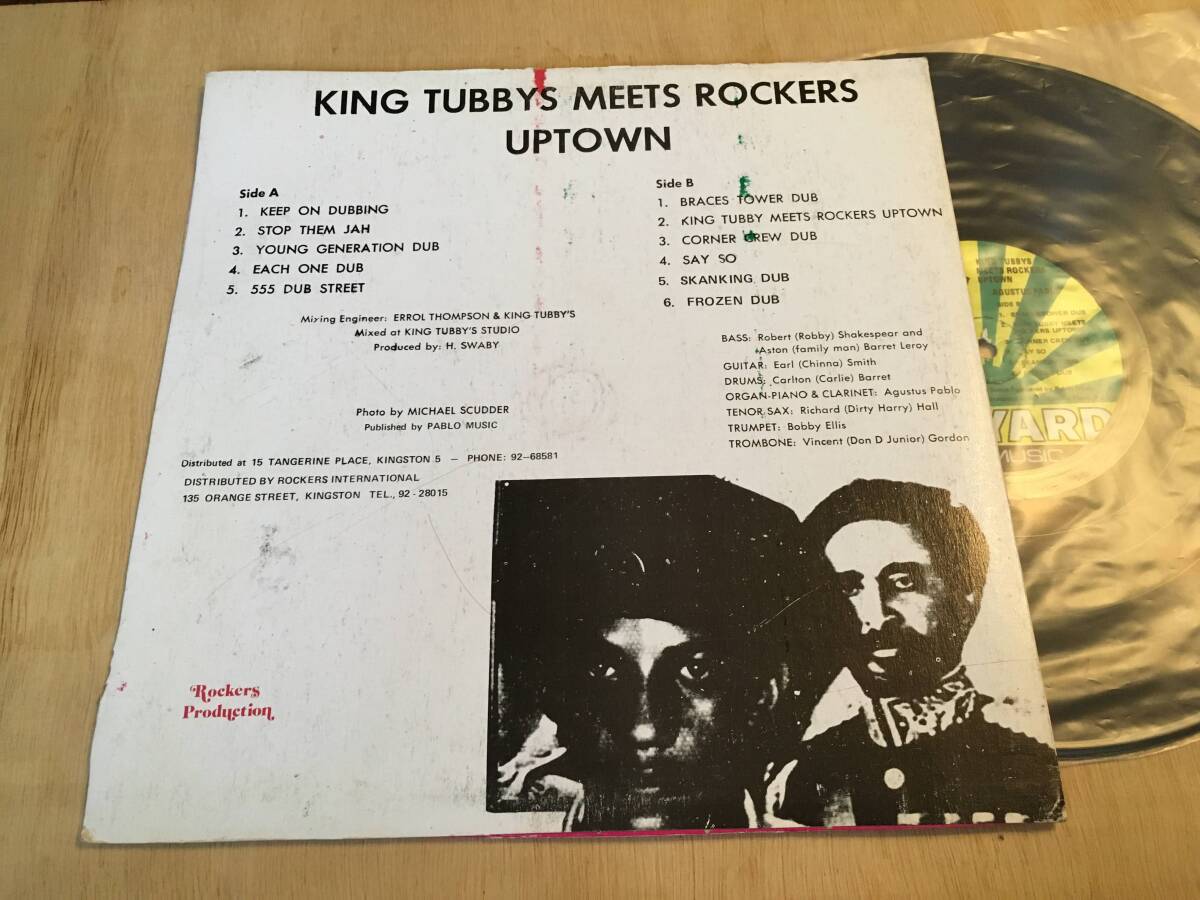 KING TUBBYS MEETS ROCKERS
UPTOWN
Side A
1. KEEP ON DUBBING
2. STOP THEM JAH
3. YOUNG GENERATION DUB
4. EACH ONE DUB
5. 555 DUB STREET
Side B
1. BRACES TOWER DUB
2. KING TUBBY MEETS ROCKERS UPTOWN
3. CORNER CREW DUB
4. SAY SO
5. SKANKING DUB
6. FROZEN DUB
Mixing Engineer: ERROL THOMPSON & KING TUBBY'S
Mixed at KING TUBBY'S STUDIO
Produced by: H. SWABY
Photo by MICHAEL SCUDDER
Published by PABLO MUSIC
Distributed at 15 TANGERINE PLACE, KINGSTON 5 — PHONE: 92-68581
DISTRIBUTED BY ROCKERS INTERNATIONAL
135 ORANGE STREET, KINGSTON TEL., 92-28015
BASS: Robert (Robby) Shakespear and
Aston (family man) Barret Leroy
GUITAR: Earl (Chinna) Smith
DRUMS: Carlton (Carlie) Barret
ORGAN-PIANO & CLARINET: Agustus Pablo
TENOR SAX: Richard (Dirty Harry) Hall
TRUMPET: Bobby Ellis
TROMBONE: Vincent (Don D Junior) Gordon
Rockers
Production
TUBBYS
MEETS ROCKERS
UPTOWN
SIDE B
YARD
MUSIC